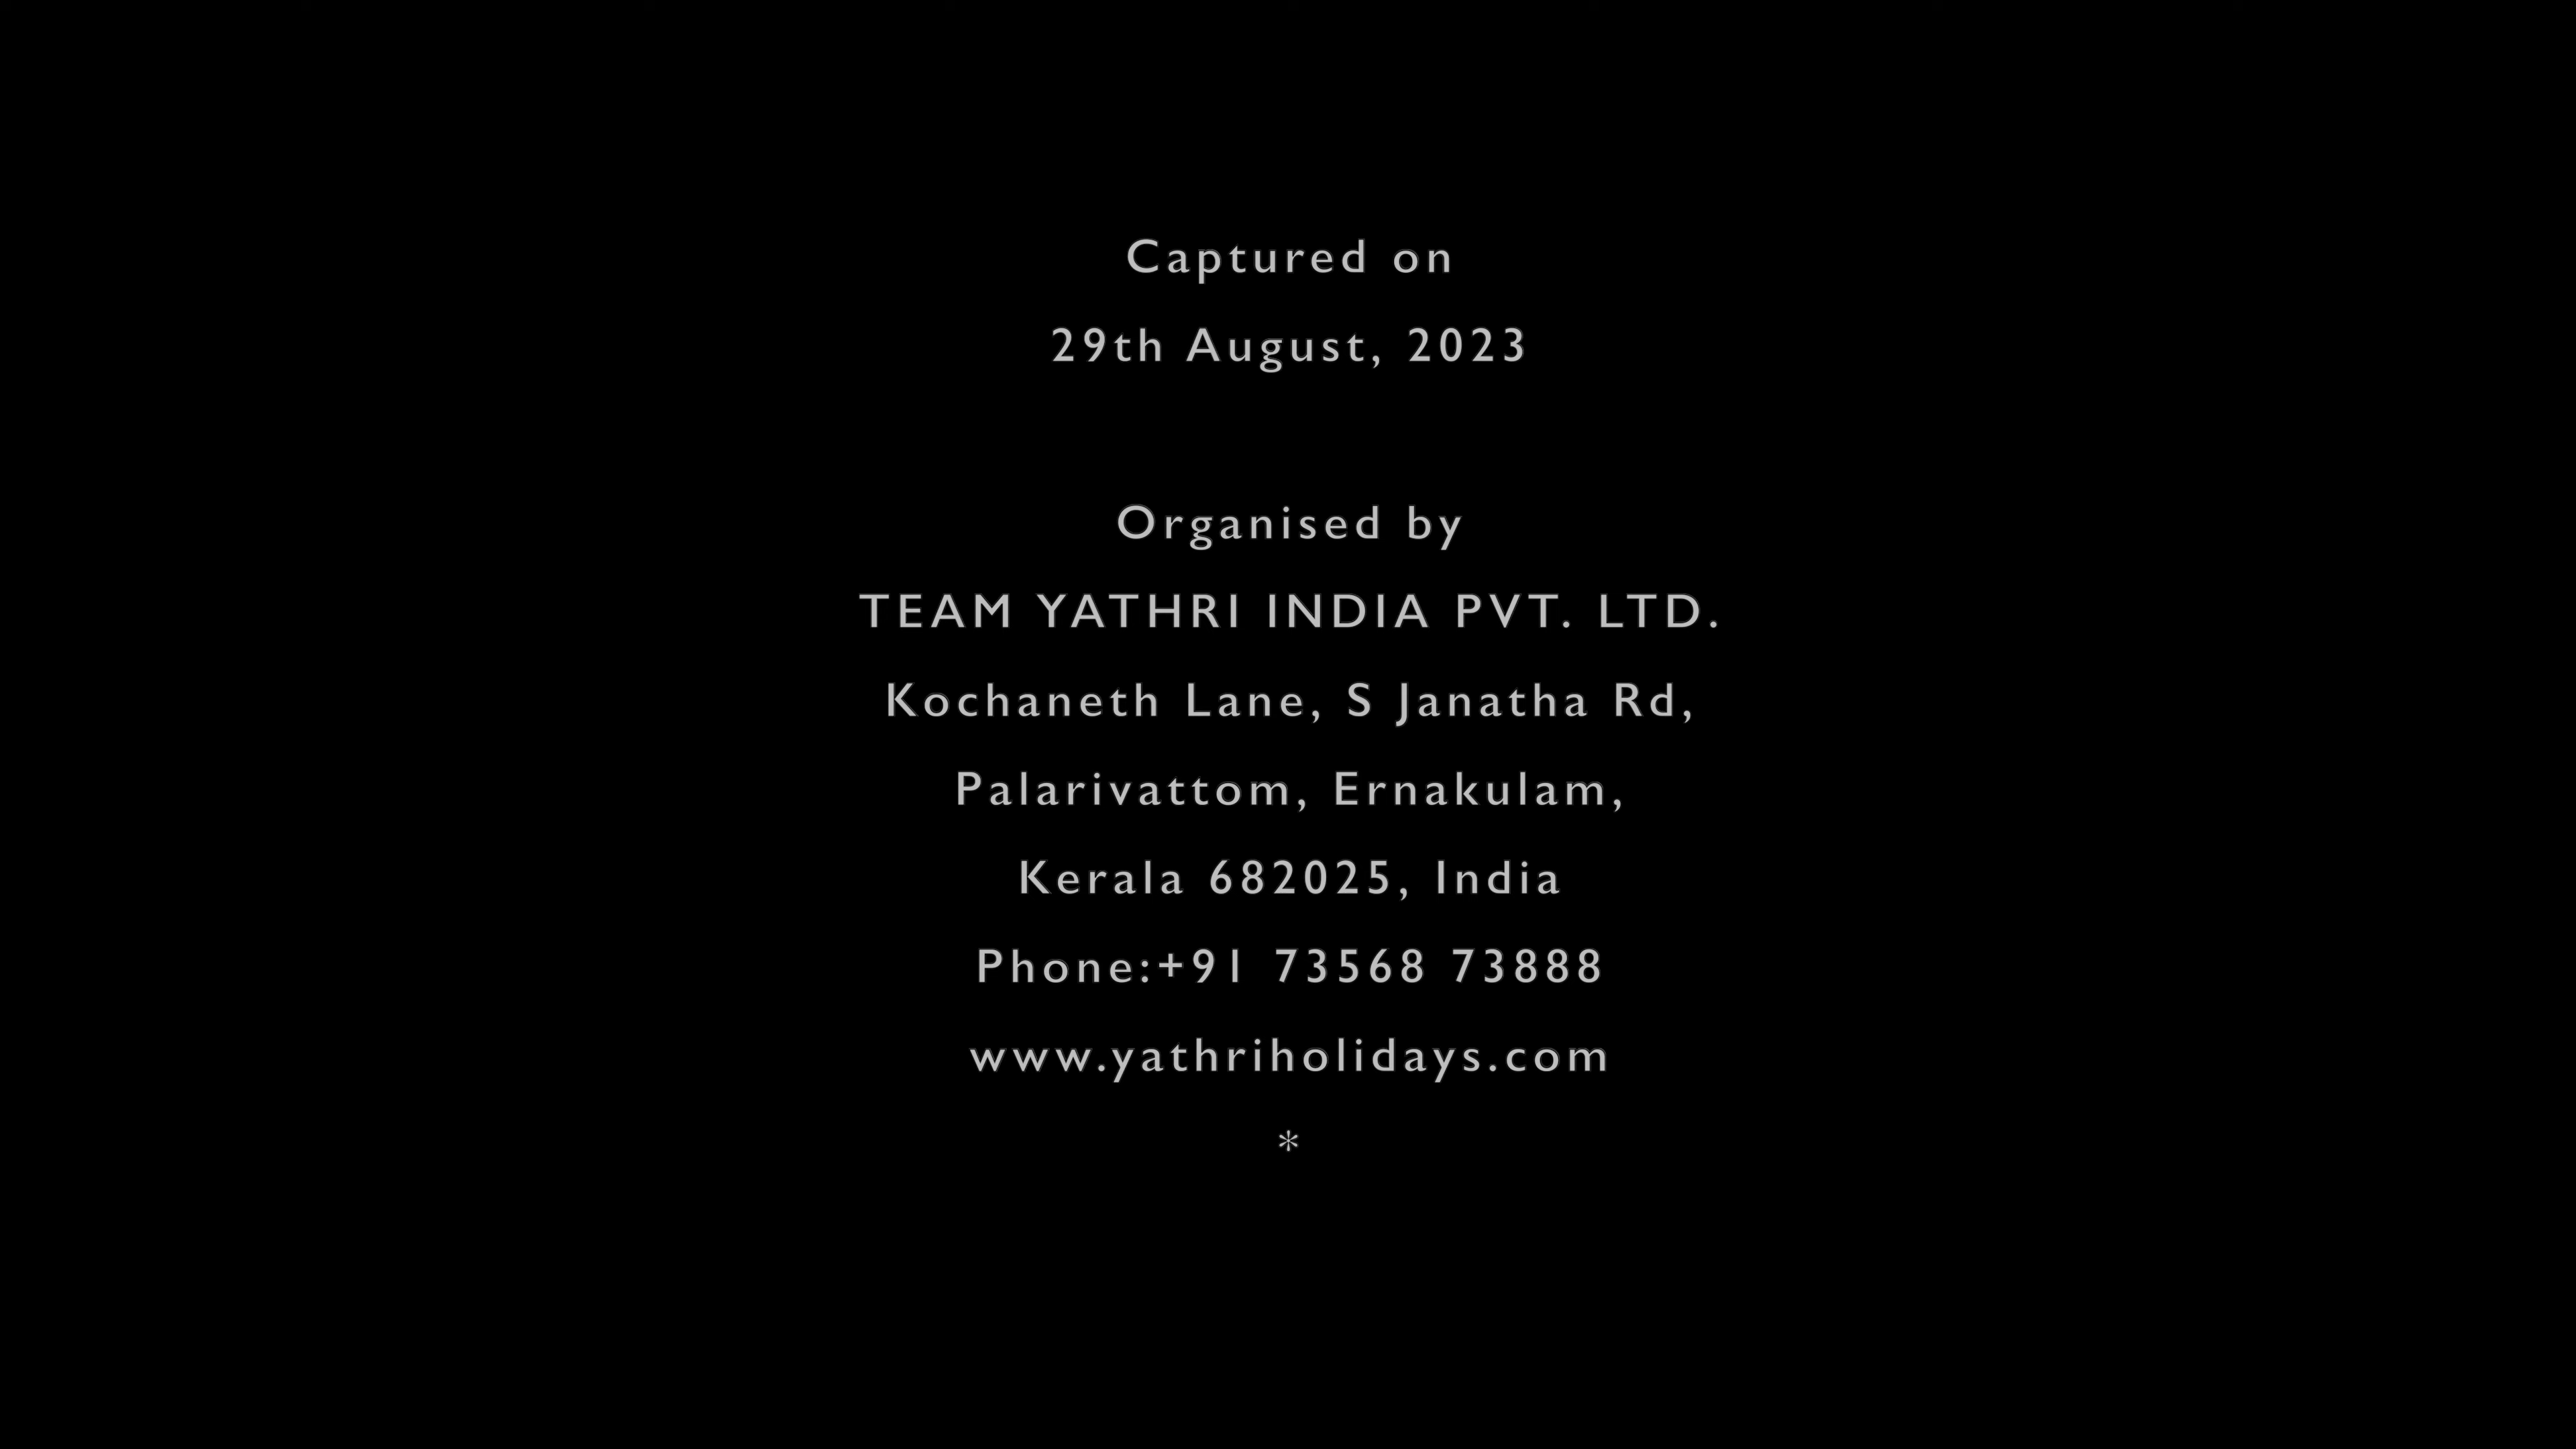 Captured on
29th August, 2023
Organised by
TEAM YATHRI INDIA PVT. LTD.
Kochaneth Lane, S Janatha Rd,
Palarivattom, Ernakulam,
Kerala 682025, India
Phone:+91 73568 73888
www.yathriholidays.com
*